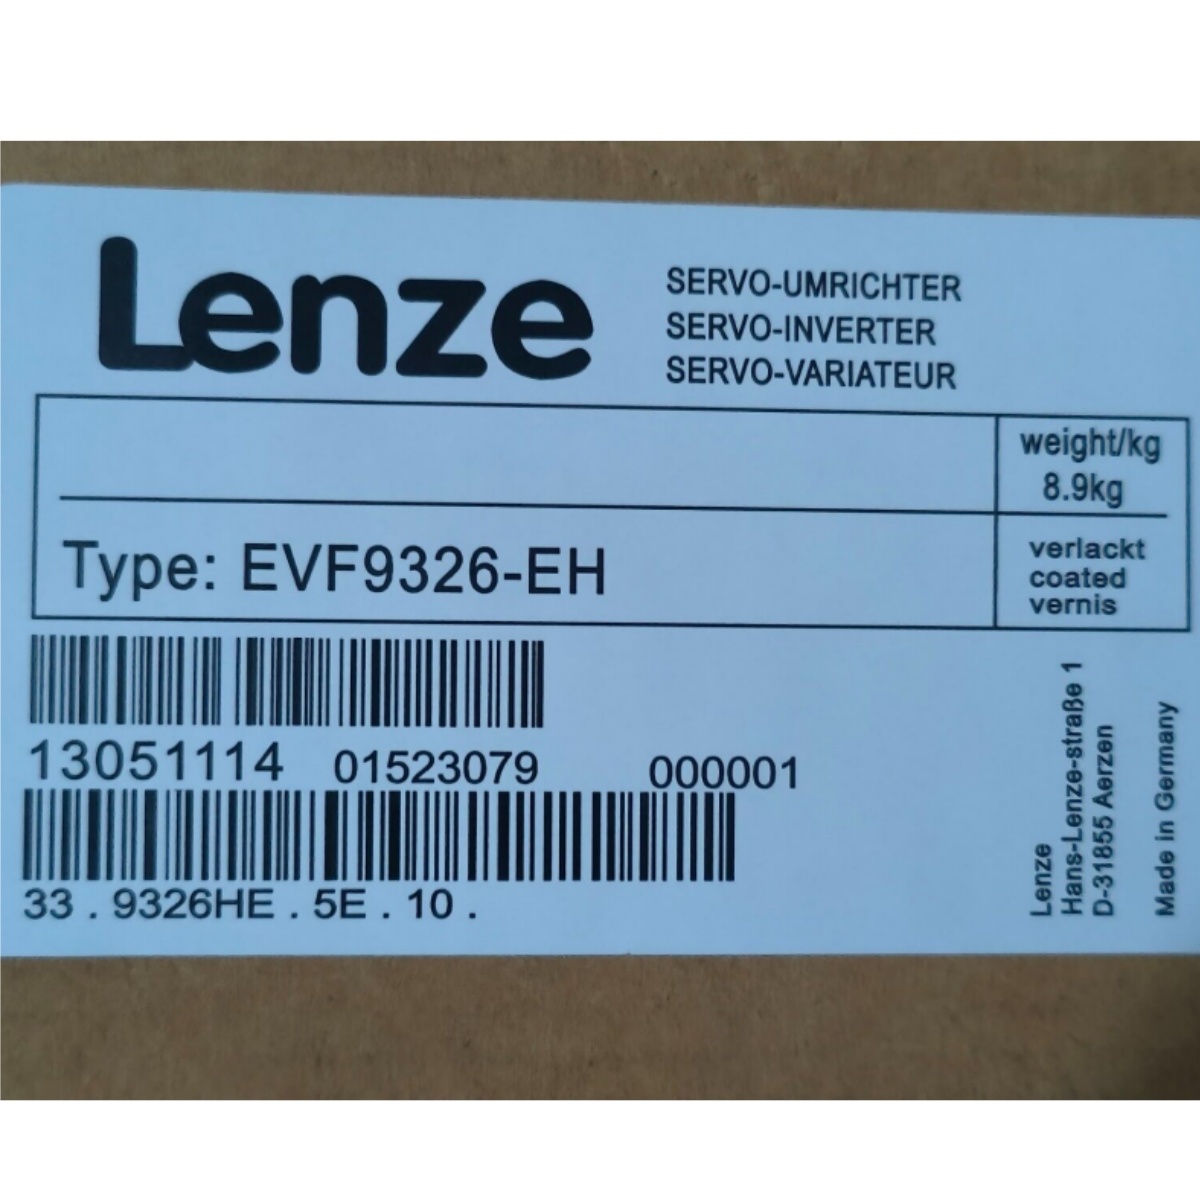 Lenze
SERVO-UMRICHTER
SERVO-INVERTER
SERVO-VARIATEUR
weight/kg
8.9kg
Type: EVF9326-EH
verlackt
coated
vernis
13051114 01523079 000001
33 . 9326HE . 5E . 10 .
Lenze
Hans-Lenze-straße 1
D-31855 Aerzen
Made in Germany